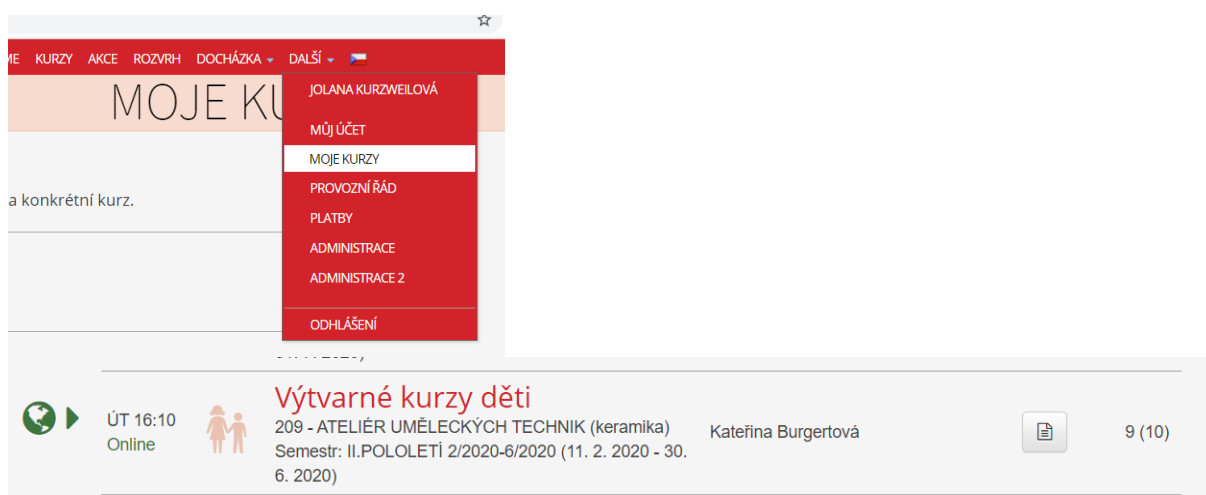 KURZY AKCE ROZVRH DOCHÁZKA DALŠÍ
MOJE
JOLANA KURZWEILOVÁ
MŮJ ÚČET
MOJE KURZY
PROVOZNÍ ŘÁD
a konkrétní kurz.
PLATBY
ADMINISTRACE
ADMINISTRACE 2
ODHLÁŠENÍ
Výtvarné kurzy děti
ÚT 16:10
Online
209 - ATELIÉR UMĚLECKÝCH TECHNIK (keramika)
Semestr: II.POLOLETÍ 2/2020-6/2020 (11. 2. 2020 - 30.
6. 2020)
Kateřina Burgertová
9 (10)